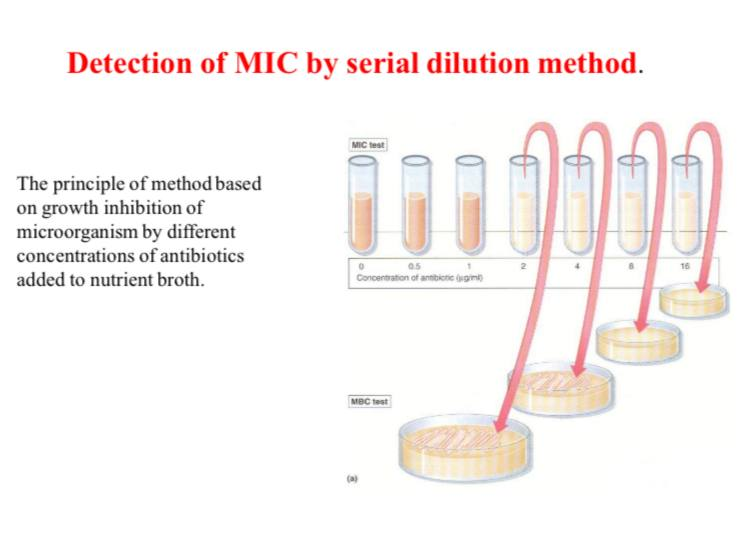 Detection of MIC by serial dilution method.
The principle of method based
on growth inhibition of
microorganism by different
concentrations of antibiotics
added to nutrient broth.
MIC test
0 0.5 1 2 4 8 16
Concentration of antibiotic (µg/ml)
MBC test
(a)